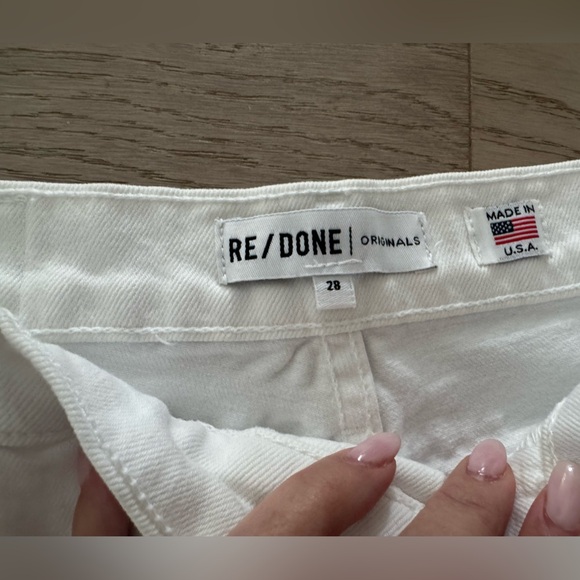 RE/DONE | ORIGINALS
28
MADE IN
U.S.A.